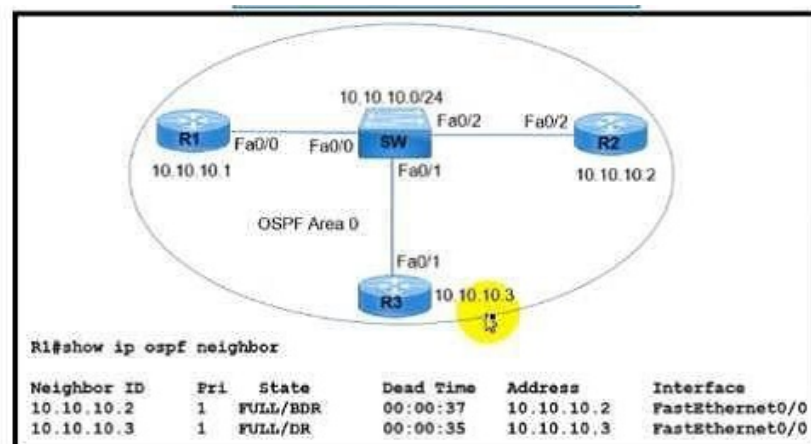 10.10.10.0/24
R1
Fa0/0
Fa0/0
SW
Fa0/2
Fa0/2
R2
10.10.10.1
Fa0/1
10.10.10.2
OSPF Area 0
Fa0/1
R3
10.10.10.3
R1#show ip ospf neighbor
Neighbor ID Pri State Dead Time Address Interface
10.10.10.2 1 FULL/BDR 00:00:37 10.10.10.2 FastEthernet0/0
10.10.10.3 1 FULL/DR 00:00:35 10.10.10.3 FastEthernet0/0